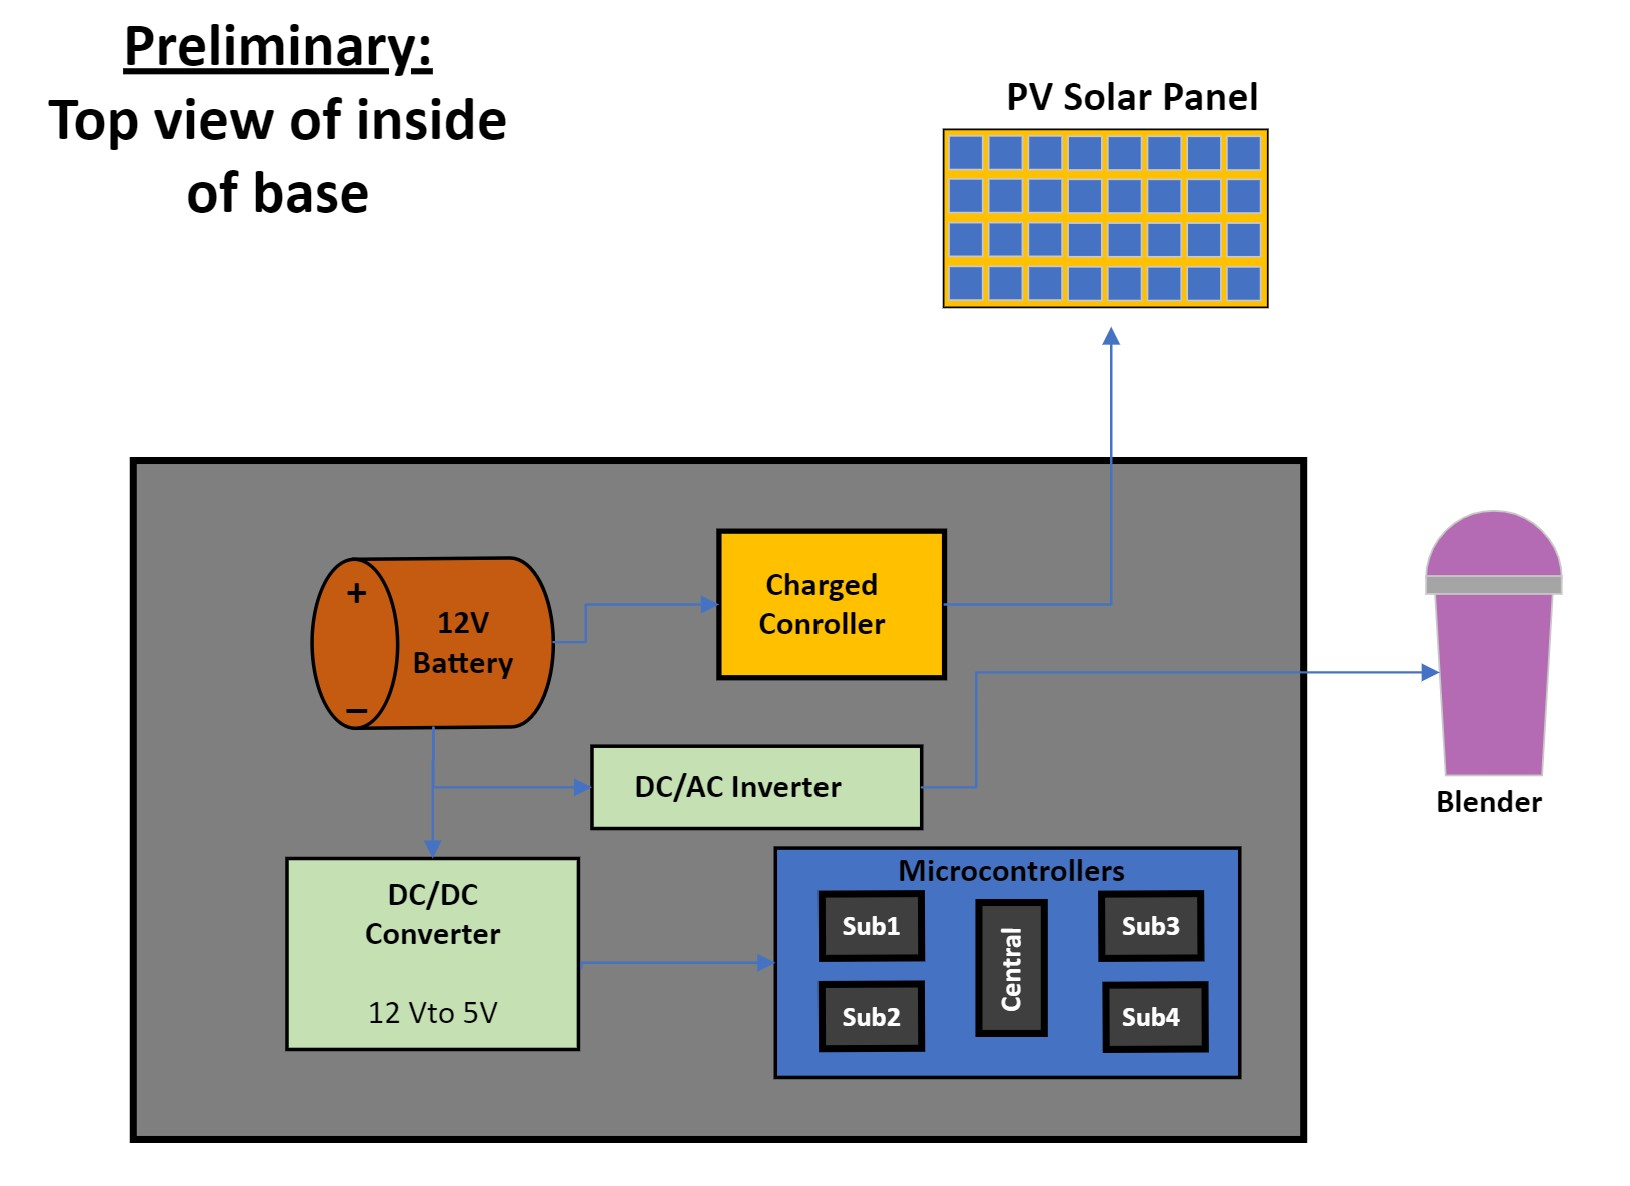 Preliminary:
Top view of inside
of base
PV Solar Panel
+
12V
Battery
–
Charged
Conroller
DC/AC Inverter
Blender
DC/DC
Converter
12 Vto 5V
Microcontrollers
Sub1
Central
Sub3
Sub2
Sub4